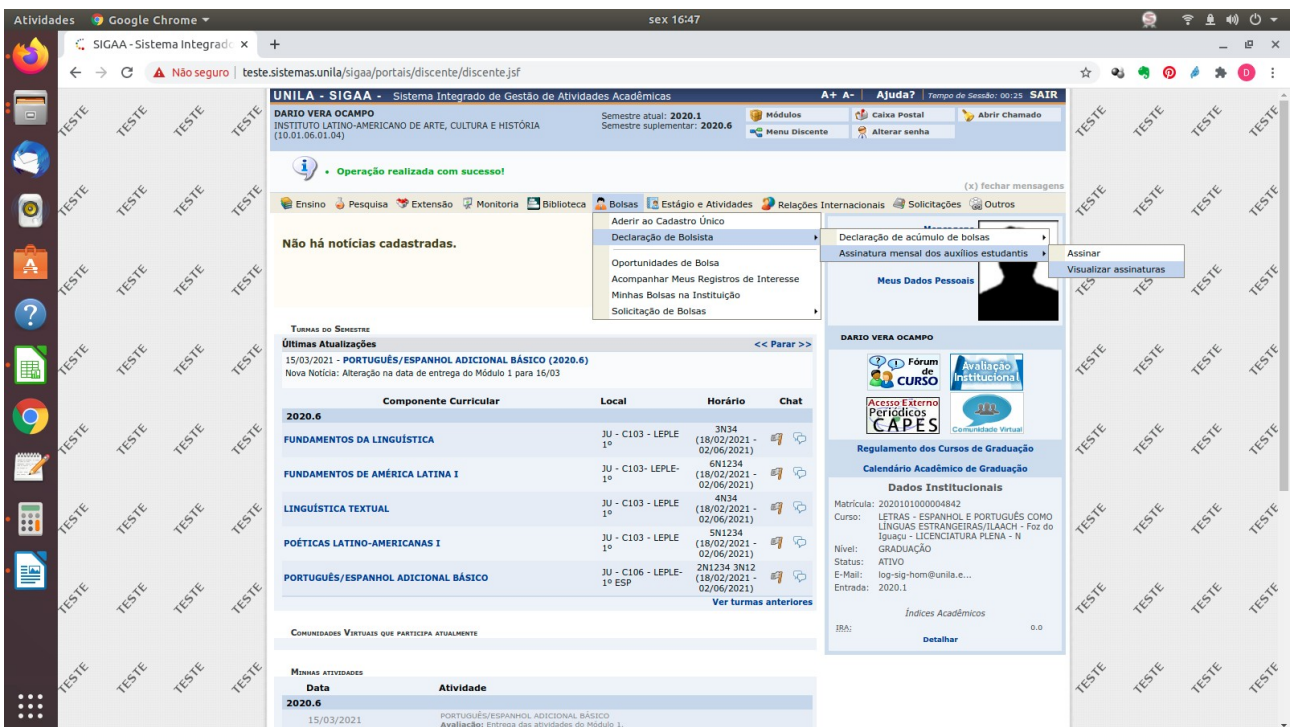 Atividades Google Chrome sex 16:47
SIGAA - Sistema Integrado
Não seguro teste.sistemas.unila/sigaa/portais/discente/discente.jsf
UNILA - SIGAA - Sistema Integrado de Gestão de Atividades Acadêmicas A+ A- Ajuda? Tempo de Sessão: 00:25 SAIR
DARIO VERA OCAMPO
INSTITUTO LATINO-AMERICANO DE ARTE, CULTURA E HISTÓRIA
(10.01.06.01.04)
Semestre atual: 2020.1
Semestre suplementar: 2020.6
Módulos Caixa Postal Abrir Chamado
Menu Discente Alterar senha
Operação realizada com sucesso!
(x) fechar mensagens
Ensino Pesquisa Extensão Monitoria Biblioteca Bolsas Estágio e Atividades Relações Internacionais Solicitações Outros
Aderir ao Cadastro Único
Declaração de Bolsista
Oportunidades de Bolsa
Acompanhar Meus Registros de Interesse
Minhas Bolsas na Instituição
Solicitação de Bolsas
Declaração de acúmulo de bolsas
Assinatura mensal dos auxílios estudantis
Assinar
Visualizar assinaturas
Não há notícias cadastradas.
Meus Dados Pessoais
TURMAS DO SEMESTRE
Últimas Atualizações << Parar >>
15/03/2021 - PORTUGUÊS/ESPANHOL ADICIONAL BÁSICO (2020.6)
Nova Notícia: Alteração na data de entrega do Módulo 1 para 16/03
Componente Curricular Local Horário Chat
2020.6
FUNDAMENTOS DA LINGUÍSTICA JU - C103 - LEPLE 1º 3N34 (18/02/2021 - 02/06/2021)
FUNDAMENTOS DE AMÉRICA LATINA I JU - C103- LEPLE- 1º 6N1234 (18/02/2021 - 02/06/2021)
LINGUÍSTICA TEXTUAL JU - C103 - LEPLE 1º 4N34 (18/02/2021 - 02/06/2021)
POÉTICAS LATINO-AMERICANAS I JU - C103 - LEPLE 1º 5N1234 (18/02/2021 - 02/06/2021)
PORTUGUÊS/ESPANHOL ADICIONAL BÁSICO JU - C106 - LEPLE- 1º ESP 2N1234 3N12 (18/02/2021 - 02/06/2021)
Ver turmas anteriores
COMUNIDADES VIRTUAIS QUE PARTICIPA ATUALMENTE
MINHAS ATIVIDADES
Data Atividade
2020.6
15/03/2021 PORTUGUÊS/ESPANHOL ADICIONAL BÁSICO
Avaliação: Entrega das atividades do Módulo 1.
DARIO VERA OCAMPO
Fórum de CURSO
Avaliação Institucional
Acesso Externo Periódicos CAPES
Comunidade Virtual
Regulamento dos Cursos de Graduação
Calendário Acadêmico de Graduação
Dados Institucionais
Matrícula: 2020101000004842
Curso: LETRAS - ESPANHOL E PORTUGUÊS COMO
LÍNGUAS ESTRANGEIRAS/ILAACH - Foz do
Iguaçu - LICENCIATURA PLENA - N
Nível: GRADUAÇÃO
Status: ATIVO
E-Mail: log-sig-hom@unila.e...
Entrada: 2020.1
Índices Acadêmicos
IRA: 0.0
Detalhar
TESTE